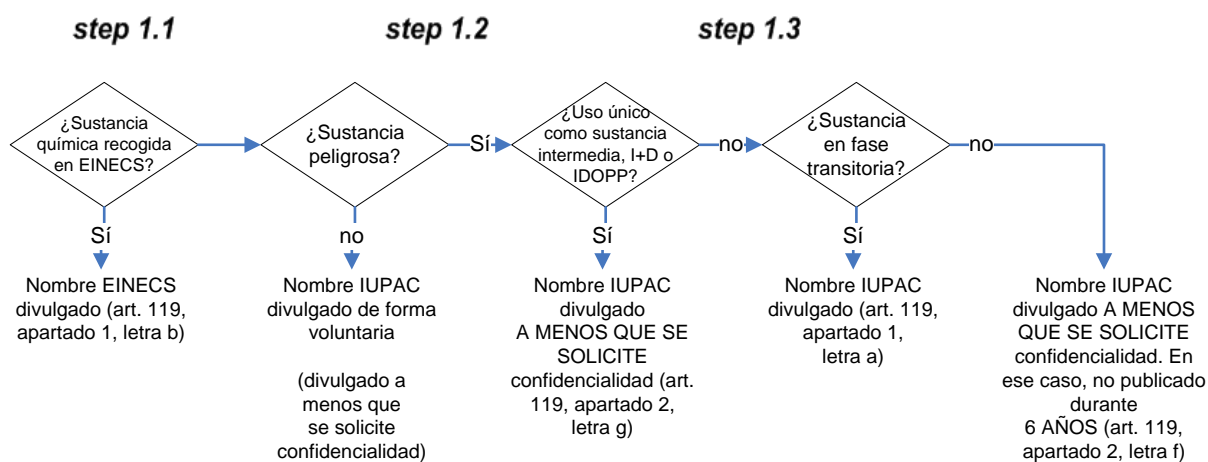 step 1.1
step 1.2
step 1.3
¿Sustancia
química recogida
en EINECS?
¿Sustancia
peligrosa?
Sí
¿Uso único
como sustancia
intermedia, I+D o
IDOPP?
no
¿Sustancia
en fase
transitoria?
no
Sí
no
Sí
Sí
Nombre EINECS
divulgado (art. 119,
apartado 1, letra b)
Nombre IUPAC
divulgado de forma
voluntaria
(divulgado a
menos que
se solicite
confidencialidad)
Nombre IUPAC
divulgado
A MENOS QUE SE
SOLICITE
confidencialidad (art.
119, apartado 2,
letra g)
Nombre IUPAC
divulgado (art. 119,
apartado 1,
letra a)
Nombre IUPAC
divulgado A MENOS
QUE SE SOLICITE
confidencialidad. En
ese caso, no publicado
durante
6 AÑOS (art. 119,
apartado 2, letra f)